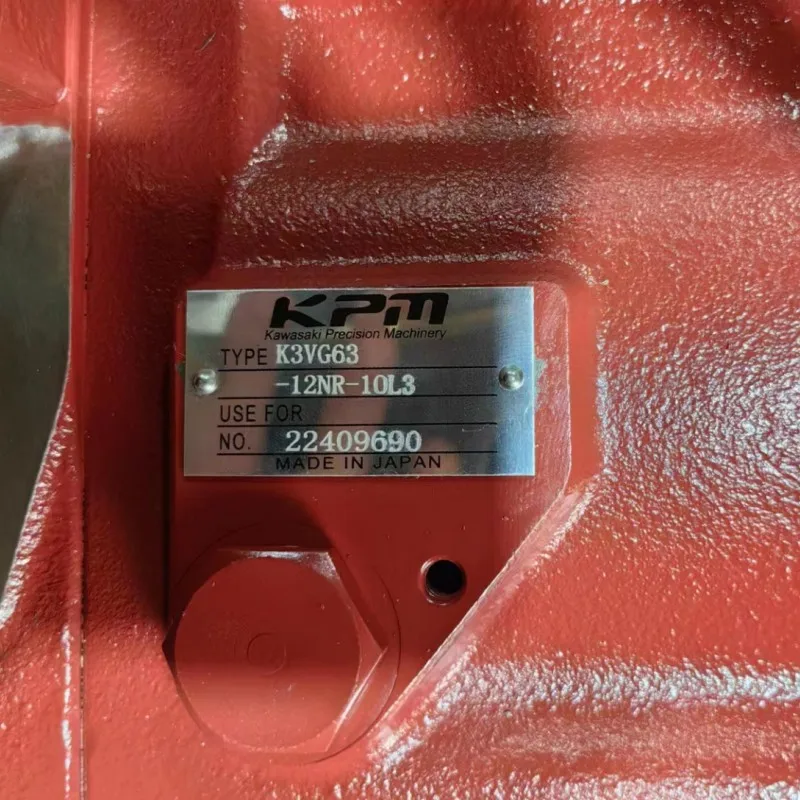 KPM
Kawasaki Precision Machinery
TYPE K3VG63
-12NR-10L3
USE FOR
NO. 22409690
MADE IN JAPAN